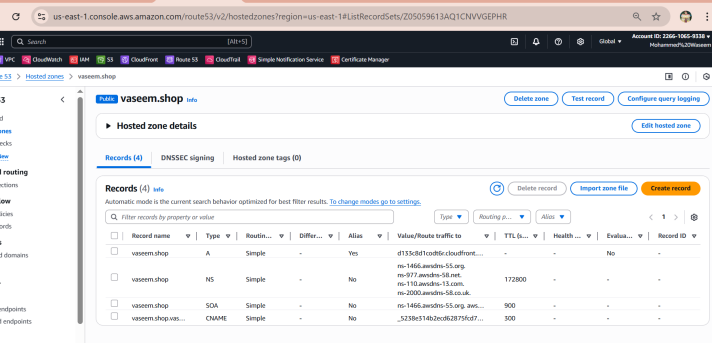 us-east-1.console.aws.amazon.com/route53/v2/hostedzones?region=us-east-1#ListRecordSets/Z05059613AQ1CNVVGEPHR
Search [Alt+S] Global Account ID: 2266-1065-9338
Mohammed%20Waseem
VPC CloudWatch IAM S3 CloudFront Route 53 CloudTrail Simple Notification Service Certificate Manager
53 > Hosted zones > vaseem.shop
Public vaseem.shop Info Delete zone Test record Configure query logging
Hosted zone details Edit hosted zone
Records (4) DNSSEC signing Hosted zone tags (0)
Records (4) Info Delete record Import zone file Create record
Automatic mode is the current search behavior optimized for best filter results. To change modes go to settings.
Filter records by property or value Type Routing p... Alias 1
Record name Type Routin... Differ... Alias Value/Route traffic to TTL (s... Health ... Evalua... Record ID
vaseem.shop A Simple - Yes d133c8d1codt6r.cloudfront.... - - No -
vaseem.shop NS Simple - No ns-1466.awsdns-55.org.
ns-977.awsdns-58.net.
ns-110.awsdns-13.com.
ns-2000.awsdns-58.co.uk.
172800 - - -
vaseem.shop SOA Simple - No ns-1466.awsdns-55.org. aws... 900 - - -
vaseem.shop.vas... CNAME Simple - No _5238e314b2ecd62875fcd7... 300 - - -
routing
domains
endpoints
endpoints